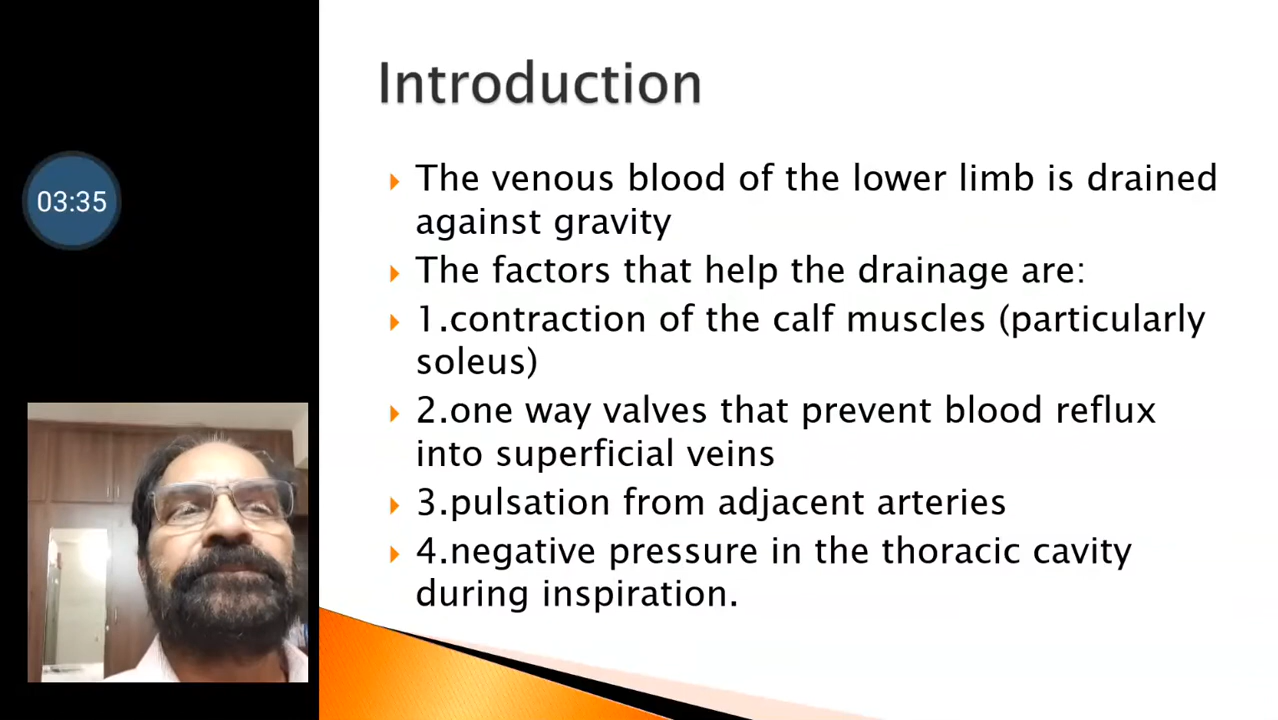 Introduction
03:35
The venous blood of the lower limb is drained
against gravity
The factors that help the drainage are:
1.contraction of the calf muscles (particularly
soleus)
2.one way valves that prevent blood reflux
into superficial veins
3.pulsation from adjacent arteries
4.negative pressure in the thoracic cavity
during inspiration.